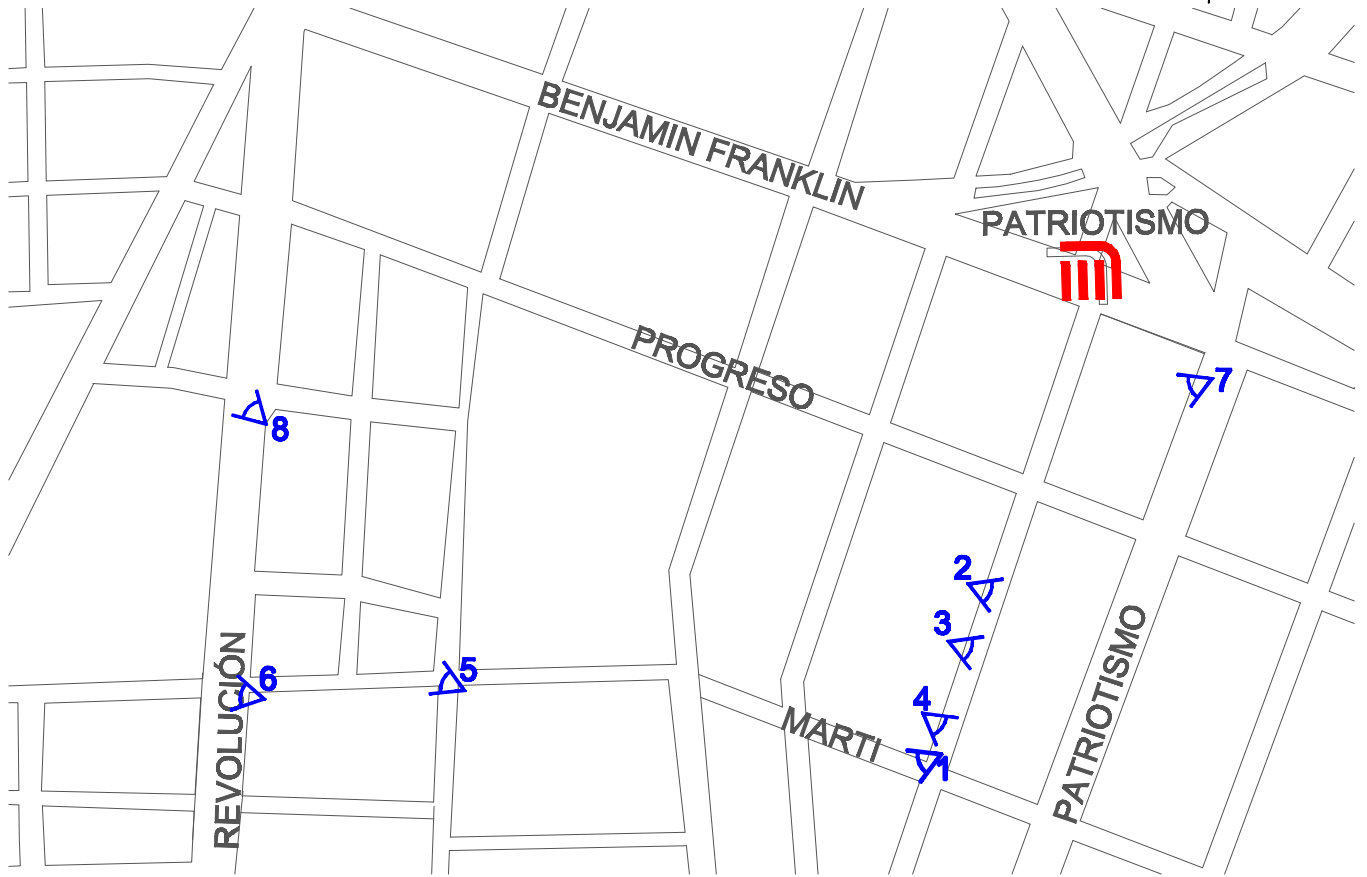 BENJAMIN FRANKLIN
PATRIOTISMO
PROGRESO
7
8
2
3
PATRIOTISMO
REVOLUCIÓN
6
5
4
MARTI
1